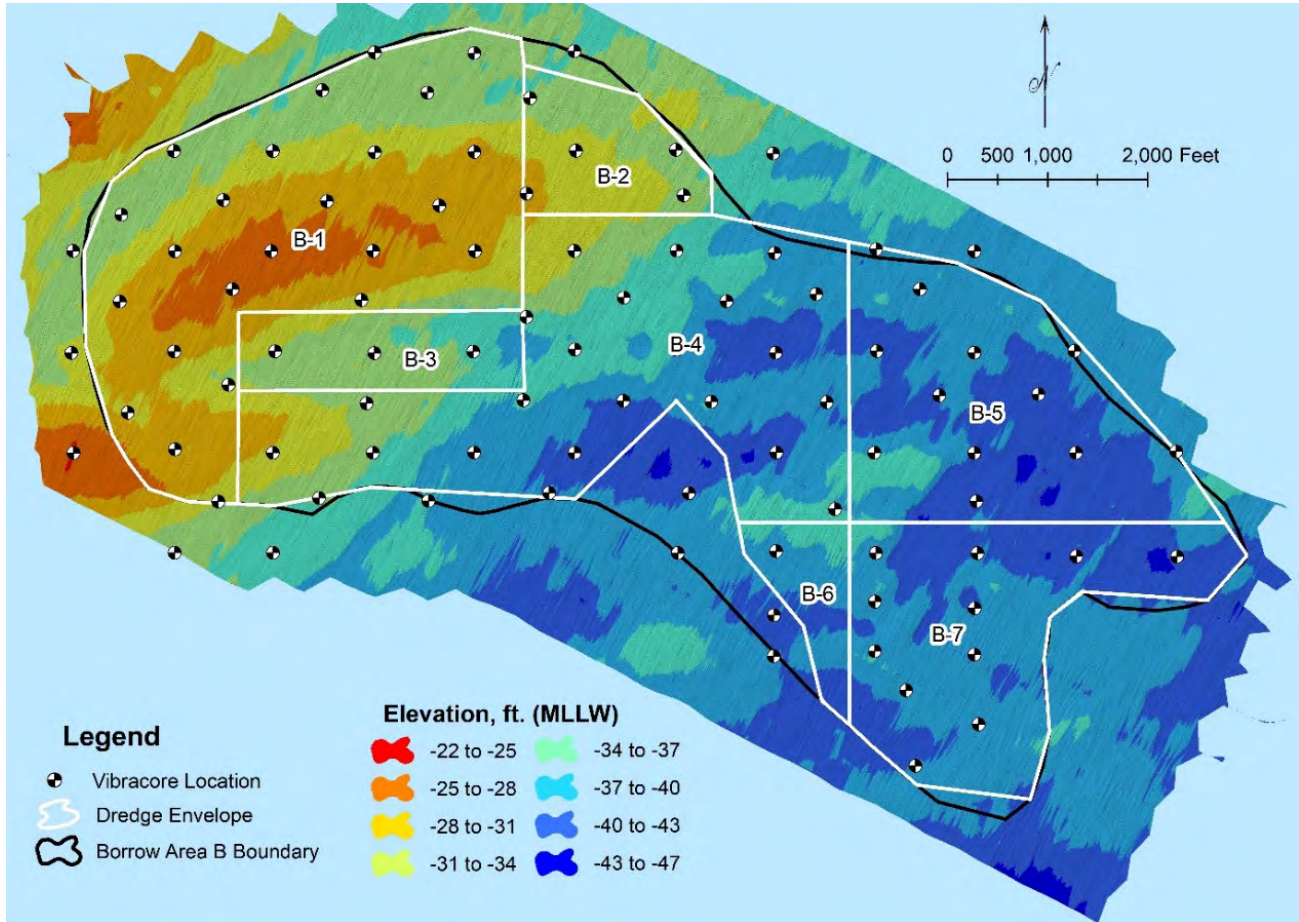 N
0 500 1,000 2,000 Feet
B-2
B-1
B-3
B-4
B-5
B-6
B-7
Legend
Vibracore Location
Dredge Envelope
Borrow Area B Boundary
Elevation, ft. (MLLW)
-22 to -25
-25 to -28
-28 to -31
-31 to -34
-34 to -37
-37 to -40
-40 to -43
-43 to -47